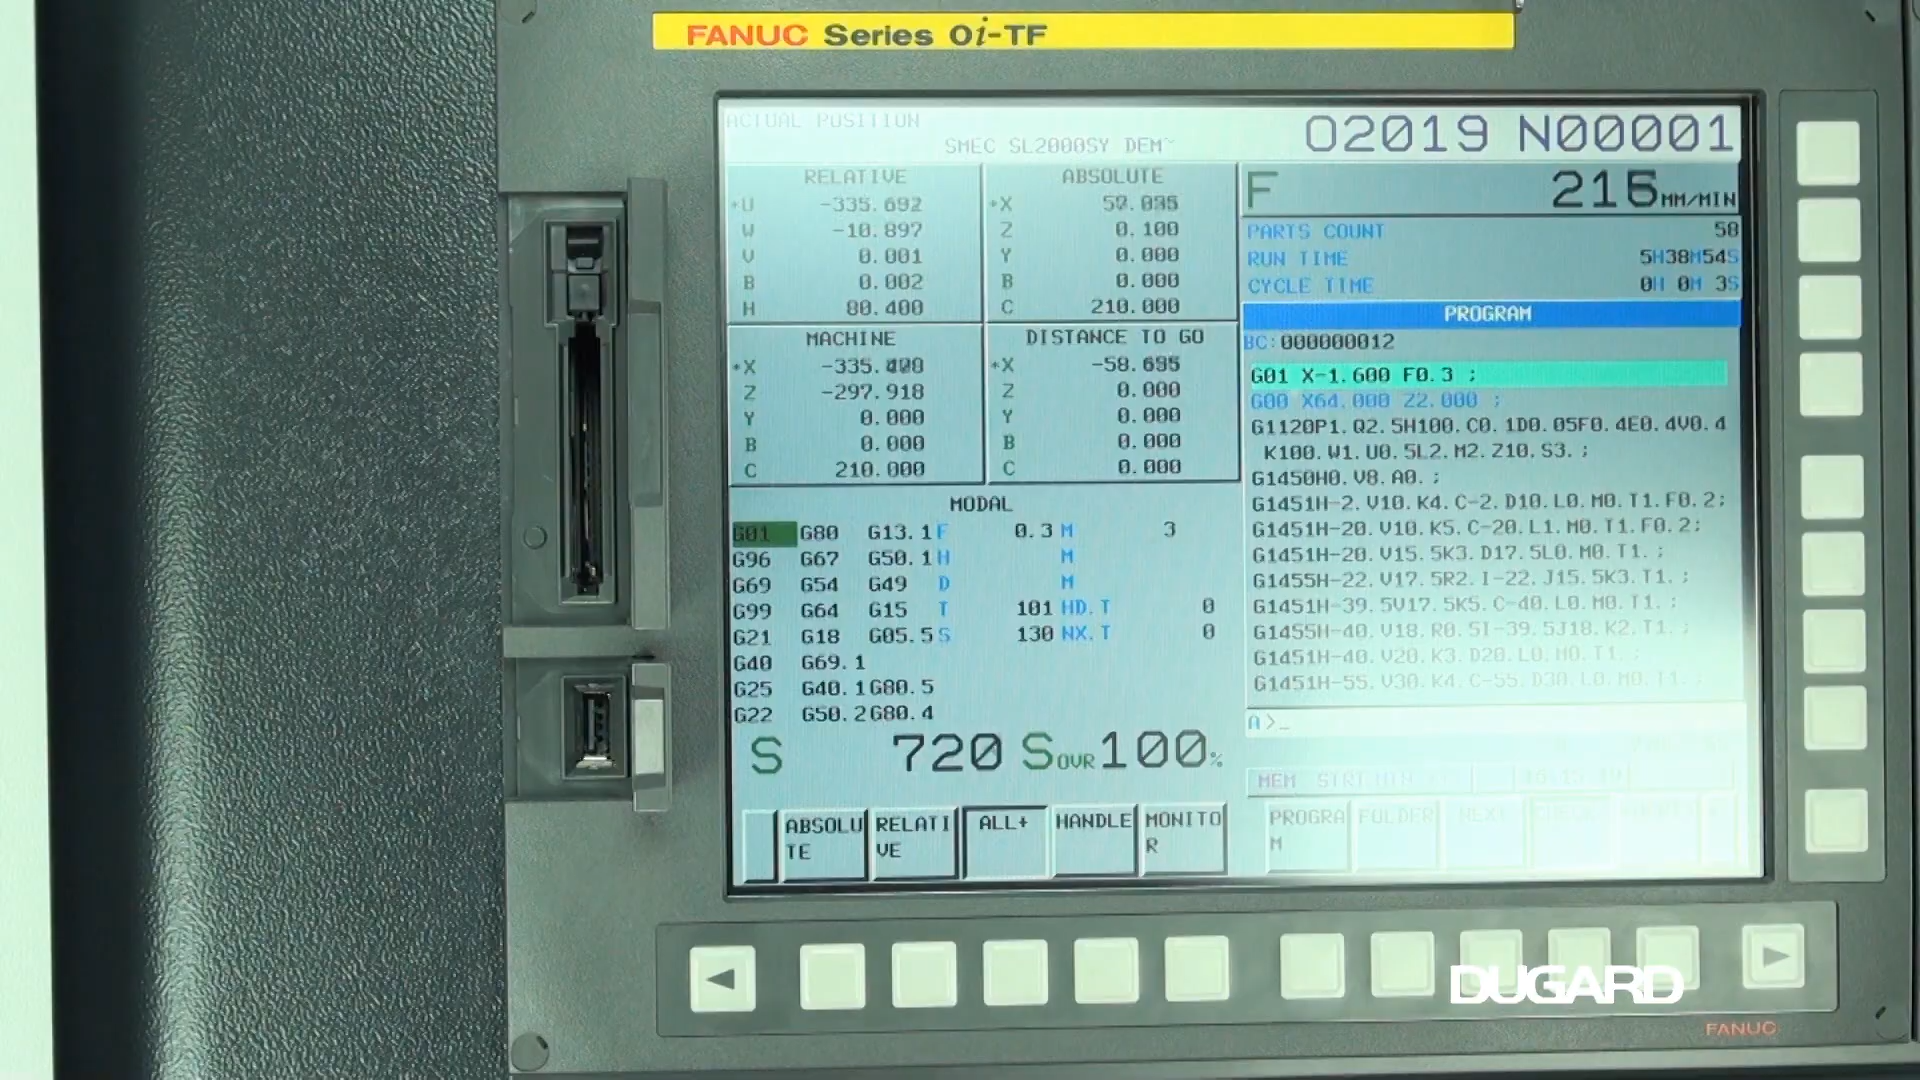 FANUC Series 0i-TF
ACTUAL POSITION
SMEC SL2000SY DEM~
O2019 N00001
RELATIVE
*U -335.692
W -10.897
V 0.001
B 0.002
H 80.400
ABSOLUTE
*X
Z 0.100
Y 0.000
B 0.000
C 210.000
MACHINE
*X
Z -297.918
Y 0.000
B 0.000
C 210.000
DISTANCE TO GO
*X
Z 0.000
Y 0.000
B 0.000
C 0.000
F 215 MM/MIN
PARTS COUNT 58
RUN TIME 5H38M54S
CYCLE TIME 0H 0M 3S
PROGRAM
BC:000000012
G01 X-1.600 F0.3 ;
G00 X64.000 Z2.000 ;
G1120P1.Q2.5H100.C0.1D0.05F0.4E0.4V0.4
K100.W1.U0.5L2.M2.Z10.S3.;
G1450H0.V8.A0.;
G1451H-2.V10.K4.C-2.D10.L0.M0.T1.F0.2;
G1451H-20.V10.K5.C-20.L1.M0.T1.F0.2;
G1451H-20.V15.5K3.D17.5L0.M0.T1.;
G1455H-22.V17.5R2.I-22.J15.5K3.T1.;
G1451H-39.5V17.5K5.C-40.L0.M0.T1.;
G1455H-40.V18.R0.5I-39.5J18.K2.T1.;
G1451H-40.V20.K3.D20.L0.M0.T1.;
G1451H-55.V30.K4.C-55.D30.L0.M0.T1.;
A>_
MODAL
G01 G80 G13.1 F 0.3 M 3
G96 G67 G50.1 H M
G69 G54 G49 D M
G99 G64 G15 T 101 HD.T 0
G21 G18 G05.5 S 130 NX.T 0
G40 G69.1
G25 G40.1 G80.5
G22 G50.2 G80.4
S 720 SOVR 100%
MEM STRT MTN
ABSOLUTE RELATIVE ALL+ HANDLE MONITOR PROGRAM FOLDER NEXT CHECK
DUGARD
FANUC